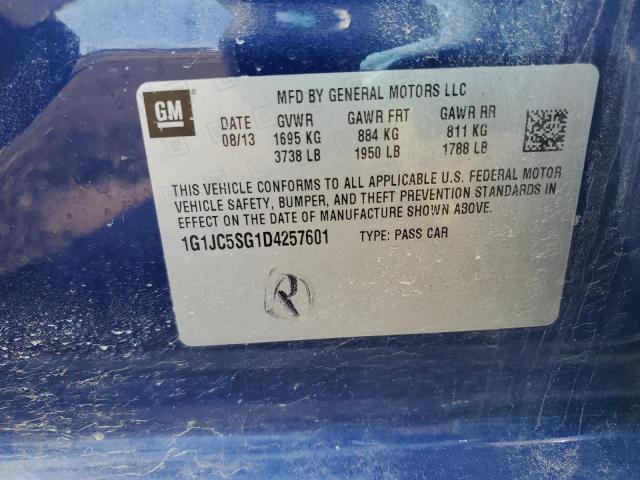 GM
MFD BY GENERAL MOTORS LLC
DATE GVWR GAWR FRT GAWR RR
08/13 1695 KG 884 KG 811 KG
3738 LB 1950 LB 1788 LB
THIS VEHICLE CONFORMS TO ALL APPLICABLE U.S. FEDERAL MOTOR
VEHICLE SAFETY, BUMPER, AND THEFT PREVENTION STANDARDS IN
EFFECT ON THE DATE OF MANUFACTURE SHOWN ABOVE.
1G1JC5SG1D4257601 TYPE: PASS CAR
R